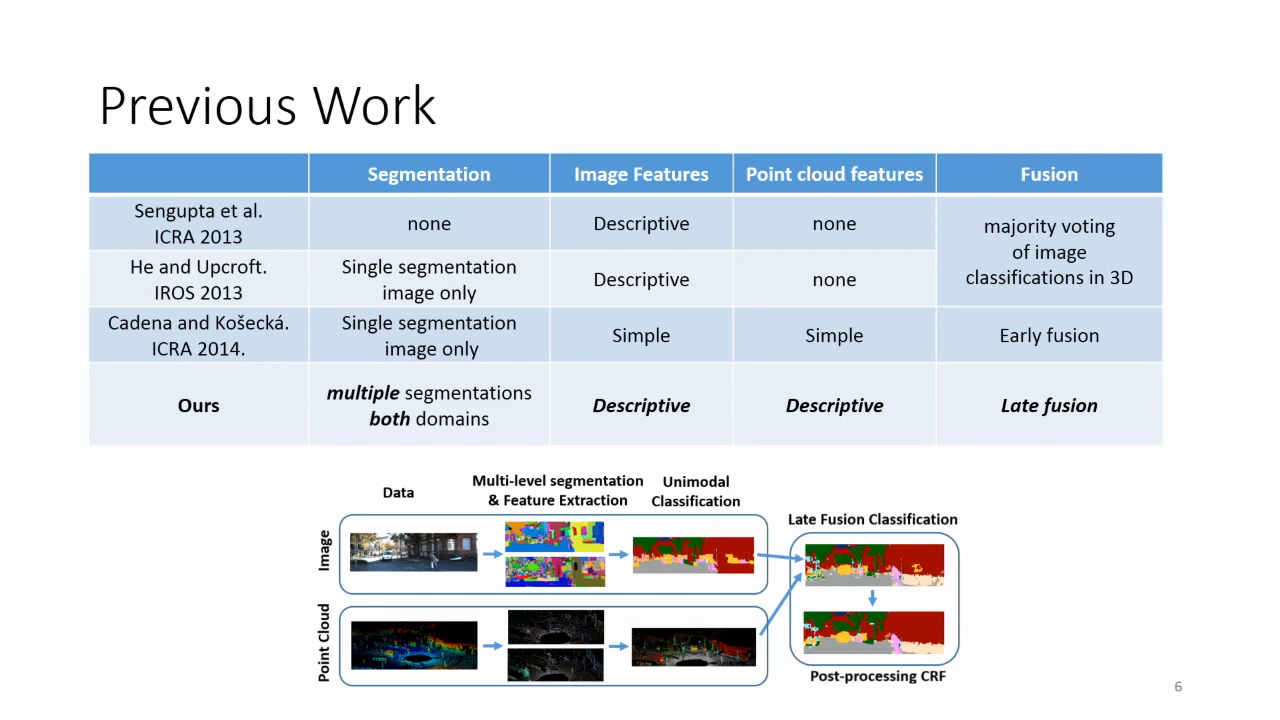 Previous Work
Segmentation
Image Features
Point cloud features
Fusion
Sengupta et al.
ICRA 2013
none
Descriptive
none
majority voting
of image
classifications in 3D
He and Upcroft.
IROS 2013
Single segmentation
image only
Descriptive
none
Cadena and Košecká.
ICRA 2014.
Single segmentation
image only
Simple
Simple
Early fusion
Ours
multiple segmentations
both domains
Descriptive
Descriptive
Late fusion
Data
Multi-level segmentation
& Feature Extraction
Unimodal
Classification
Late Fusion Classification
Image
Point Cloud
Post-processing CRF
6